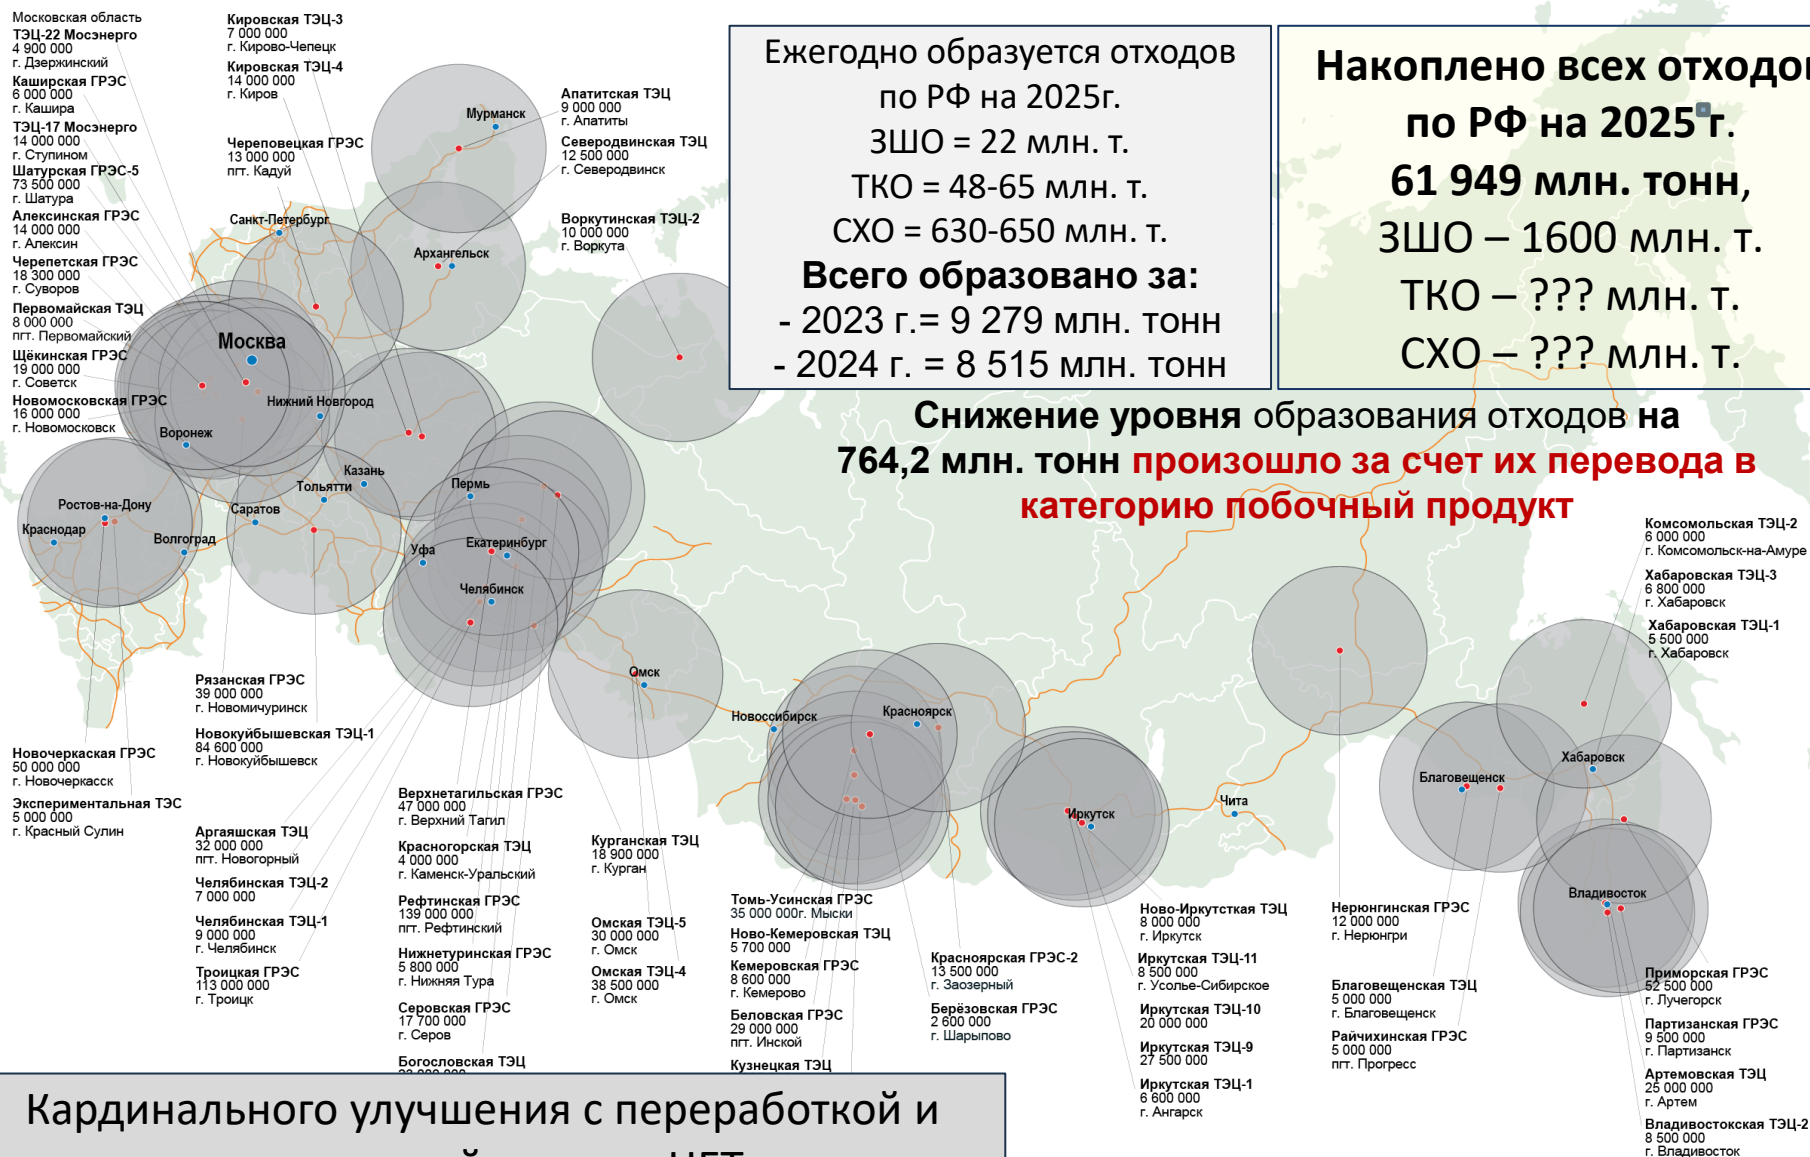 Московская область
ТЭЦ-22 Мосэнерго
4 900 000
г. Дзержинский
Каширская ГРЭС
6 000 000
г. Кашира
ТЭЦ-17 Мосэнерго
14 000 000
г. Ступином
Шатурская ГРЭС-5
73 500 000
г. Шатура
Алексинская ГРЭС
14 000 000
г. Алексин
Черепетская ГРЭС
18 300 000
г. Суворов
Первомайская ТЭЦ
8 000 000
пгт. Первомайский
Щёкинская ГРЭС
19 000 000
г. Советск
Новомосковская ГРЭС
16 000 000
г. Новомосковск
Кировская ТЭЦ-3
7 000 000
г. Кирово-Чепецк
Кировская ТЭЦ-4
14 000 000
г. Киров
Череповецкая ГРЭС
13 000 000
пгт. Кадуй
Апатитская ТЭЦ
9 000 000
г. Апатиты
Северодвинская ТЭЦ
12 500 000
г. Северодвинск
Воркутинская ТЭЦ-2
10 000 000
г. Воркута
Ежегодно образуется отходов
по РФ на 2025г.
ЗШО = 22 млн. т.
ТКО = 48-65 млн. т.
СХО = 630-650 млн. т.
Всего образовано за:
- 2023 г.= 9 279 млн. тонн
- 2024 г. = 8 515 млн. тонн
Накоплено всех отходов
по РФ на 2025 г.
61 949 млн. тонн,
ЗШО – 1600 млн. т.
ТКО – ??? млн. т.
СХО – ??? млн. т.
Снижение уровня образования отходов на
764,2 млн. тонн произошло за счет их перевода в
категорию побочный продукт
Мурманск
Санкт-Петербург
Архангельск
Москва
Нижний Новгород
Воронеж
Казань
Тольятти
Пермь
Ростов-на-Дону
Саратов
Краснодар
Волгоград
Уфа
Екатеринбург
Челябинск
Омск
Новоссибирск
Красноярск
Иркутск
Чита
Благовещенск
Хабаровск
Владивосток
Комсомольская ТЭЦ-2
6 000 000
г. Комсомольск-на-Амуре
Хабаровская ТЭЦ-3
6 800 000
г. Хабаровск
Хабаровская ТЭЦ-1
5 500 000
г. Хабаровск
Новочеркаская ГРЭС
50 000 000
г. Новочеркасск
Экспериментальная ТЭС
5 000 000
г. Красный Сулин
Рязанская ГРЭС
39 000 000
г. Новомичуринск
Новокуйбышевская ТЭЦ-1
84 600 000
г. Новокуйбышевск
Аргаяшская ТЭЦ
32 000 000
пгт. Новогорный
Челябинская ТЭЦ-2
7 000 000
Челябинская ТЭЦ-1
9 000 000
г. Челябинск
Троицкая ГРЭС
113 000 000
г. Троицк
Верхнетагильская ГРЭС
47 000 000
г. Верхний Тагил
Красногорская ТЭЦ
4 000 000
г. Каменск-Уральский
Рефтинская ГРЭС
139 000 000
пгт. Рефтинский
Нижнетуринская ГРЭС
5 800 000
г. Нижняя Тура
Серовская ГРЭС
17 700 000
г. Серов
Богословская ТЭЦ
Курганская ТЭЦ
18 900 000
г. Курган
Омская ТЭЦ-5
30 000 000
г. Омск
Омская ТЭЦ-4
38 500 000
г. Омск
Томь-Усинская ГРЭС
35 000 000г. Мыски
Ново-Кемеровская ТЭЦ
5 700 000
Кемеровская ГРЭС
8 600 000
г. Кемерово
Беловская ГРЭС
29 000 000
пгт. Инской
Кузнецкая ТЭЦ
Красноярская ГРЭС-2
13 500 000
г. Заозерный
Берёзовская ГРЭС
2 600 000
г. Шарыпово
Ново-Иркутсткая ТЭЦ
8 000 000
г. Иркутск
Иркутская ТЭЦ-11
8 500 000
г. Усолье-Сибирское
Иркутская ТЭЦ-10
20 000 000
Иркутская ТЭЦ-9
27 500 000
Иркутская ТЭЦ-1
6 600 000
г. Ангарск
Нерюнгинская ГРЭС
12 000 000
г. Нерюнгри
Благовещенская ТЭЦ
5 000 000
г. Благовещенск
Райчихинская ГРЭС
5 000 000
пгт. Прогресс
Приморская ГРЭС
52 500 000
г. Лучегорск
Партизанская ГРЭС
9 500 000
г. Партизанск
Артемовская ТЭЦ
25 000 000
г. Артем
Владивостокская ТЭЦ-2
8 500 000
г. Владивосток
Кардинального улучшения с переработкой и